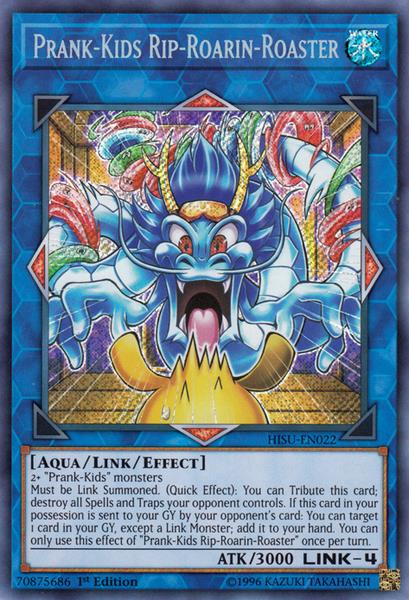 PRANK-KIDS RIP-ROARIN-ROASTER
WATER
水
HISU-EN022
[AQUA/LINK/EFFECT]
2+ "Prank-Kids" monsters
Must be Link Summoned. (Quick Effect): You can Tribute this card;
destroy all Spells and Traps your opponent controls. If this card in your
possession is sent to your GY by your opponent's card: You can target
1 card in your GY, except a Link Monster; add it to your hand. You can
only use this effect of "Prank-Kids Rip-Roarin-Roaster" once per turn.
ATK/3000 LINK-4
70875686 1st Edition ©1996 KAZUKI TAKAHASHI